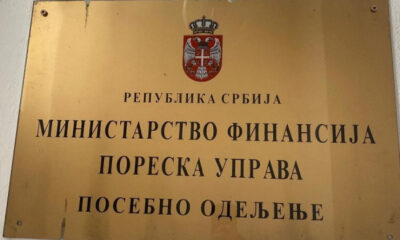 РЕПУБЛИКА СРБИЈА
МИНИСТАРСТВО ФИНАНСИЈА
ПОРЕСКА УПРАВА
ПОСЕБНО ОДЕЉЕЊЕ